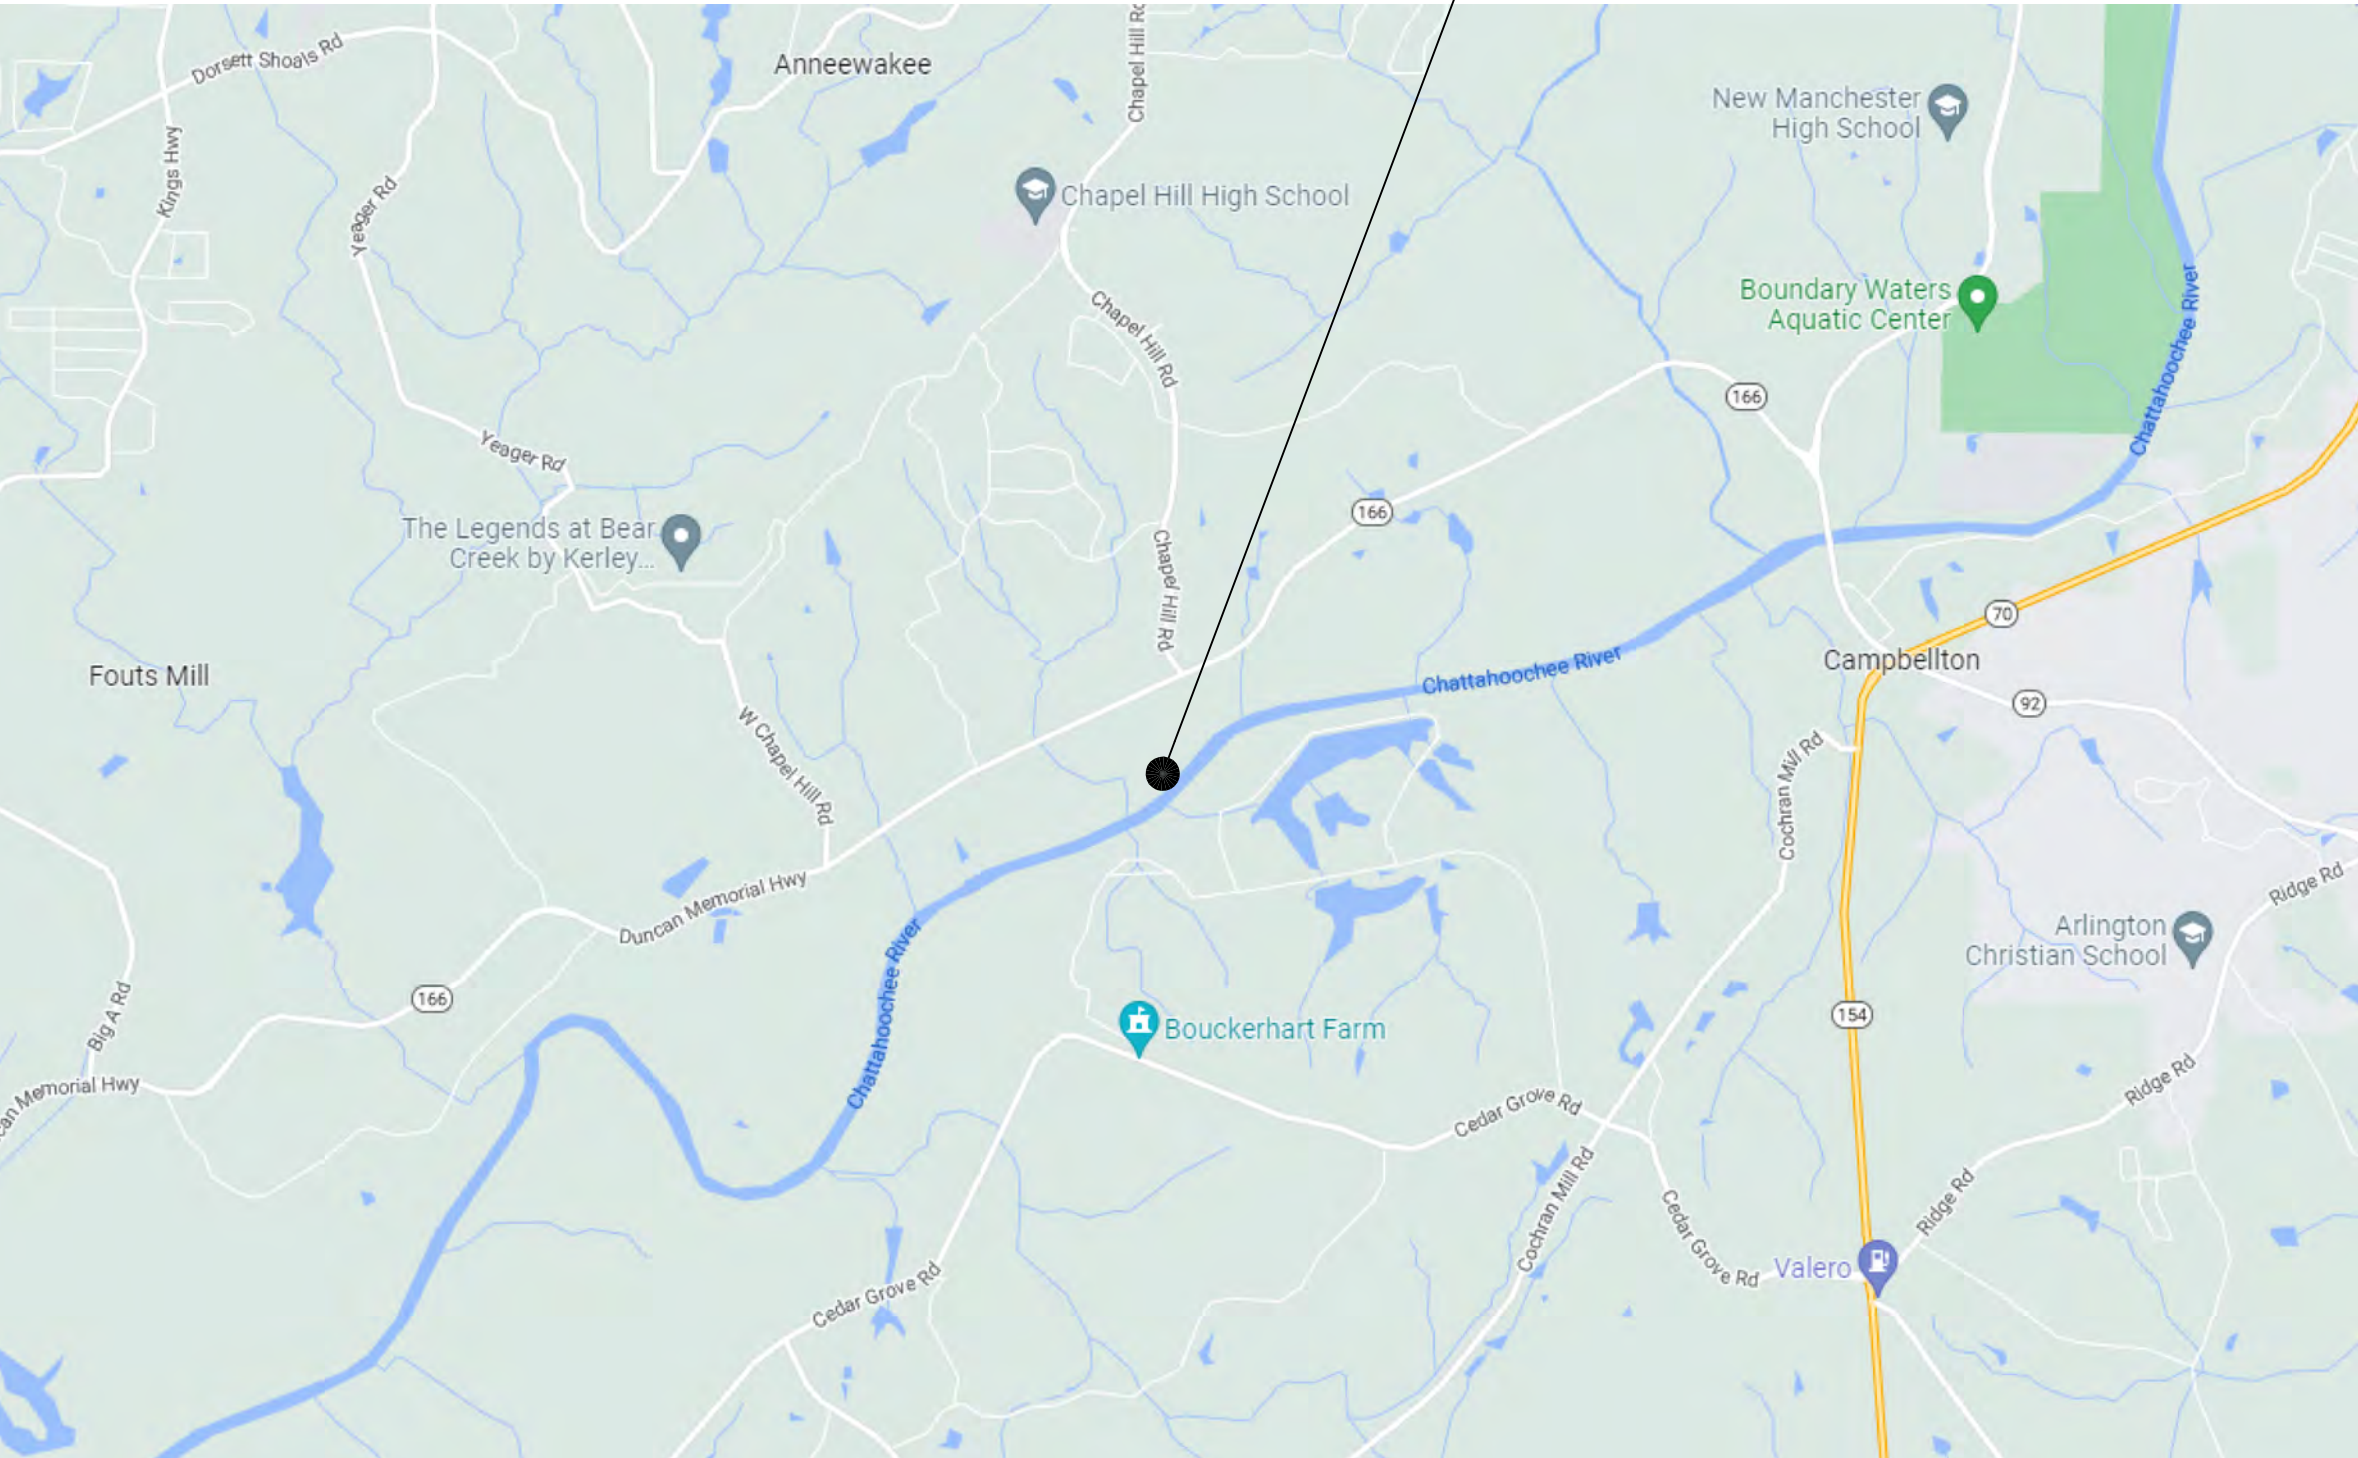 Dorsett Shoals Rd
Anneewakee
Chapel Hill Rd
New Manchester
High School
Kings Hwy
Yeager Rd
Chapel Hill High School
Boundary Waters
Aquatic Center
Chattahoochee River
Chapel Hill Rd
166
Chattahoochee River
Yeager Rd
166
The Legends at Bear
Creek by Kerley...
Chapel Hill Rd
70
Fouts Mill
Chattahoochee River
Campbellton
92
W Chapel Hill Rd
Cochran Mill Rd
Duncan Memorial Hwy
Ridge Rd
Arlington
Christian School
Chattahoochee River
166
Big A Rd
154
Bouckerhart Farm
can Memorial Hwy
Cedar Grove Rd
Ridge Rd
Cochran Mill Rd
Ridge Rd
Cedar Grove Rd
Valero
Cedar Grove Rd